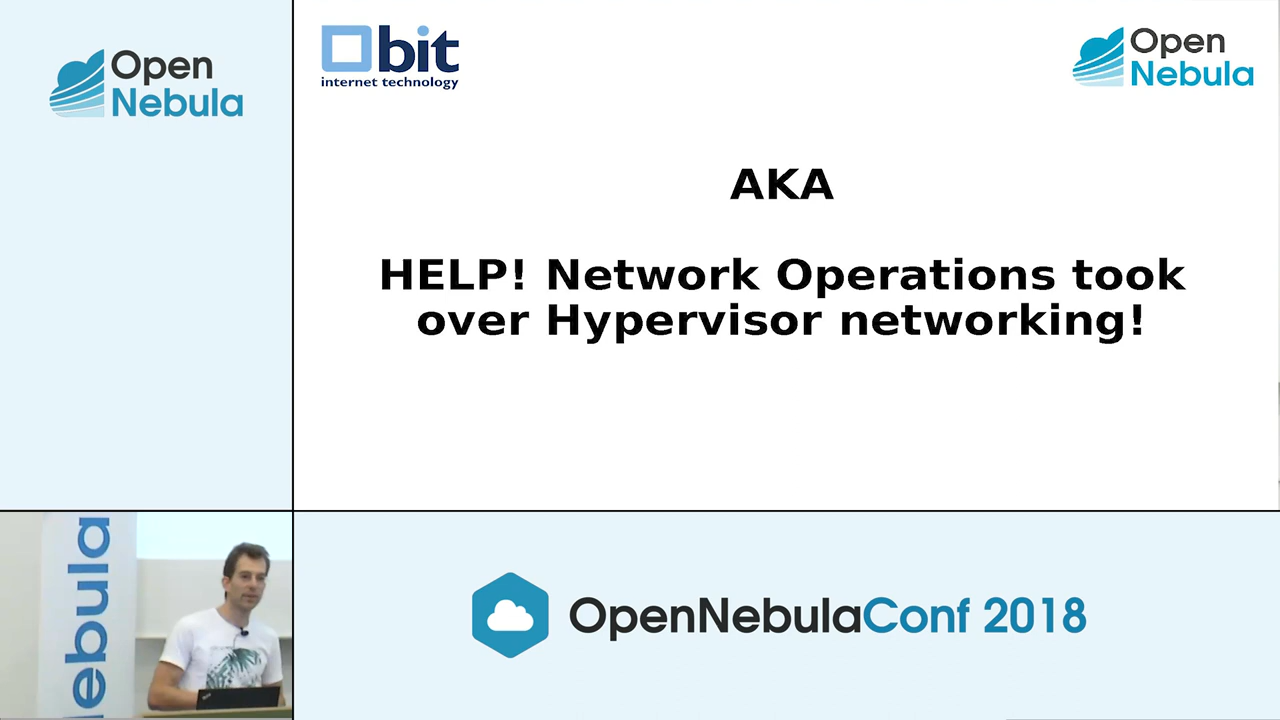 Open
Nebula
bit
internet technology
Open
Nebula
AKA
HELP! Network Operations took
over Hypervisor networking!
ebula
OpenNebulaConf 2018